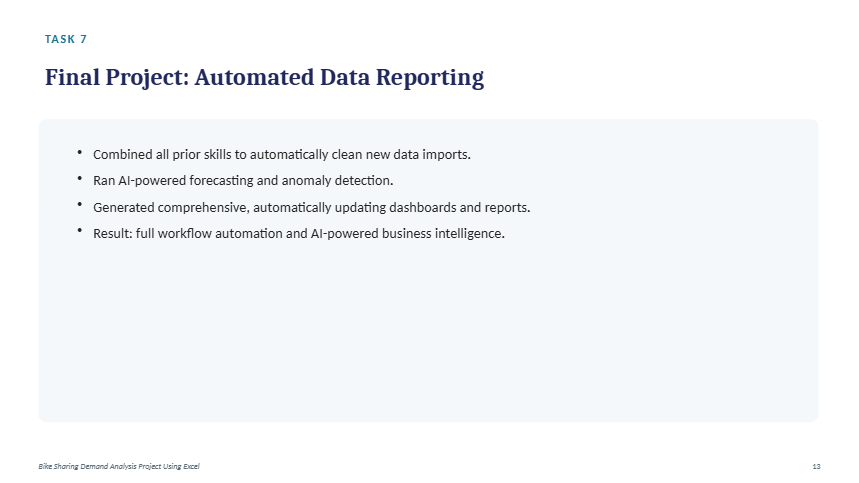 TASK 7
Final Project: Automated Data Reporting
• Combined all prior skills to automatically clean new data imports.
• Ran AI-powered forecasting and anomaly detection.
• Generated comprehensive, automatically updating dashboards and reports.
• Result: full workflow automation and AI-powered business intelligence.
Bike Sharing Demand Analysis Project Using Excel
13